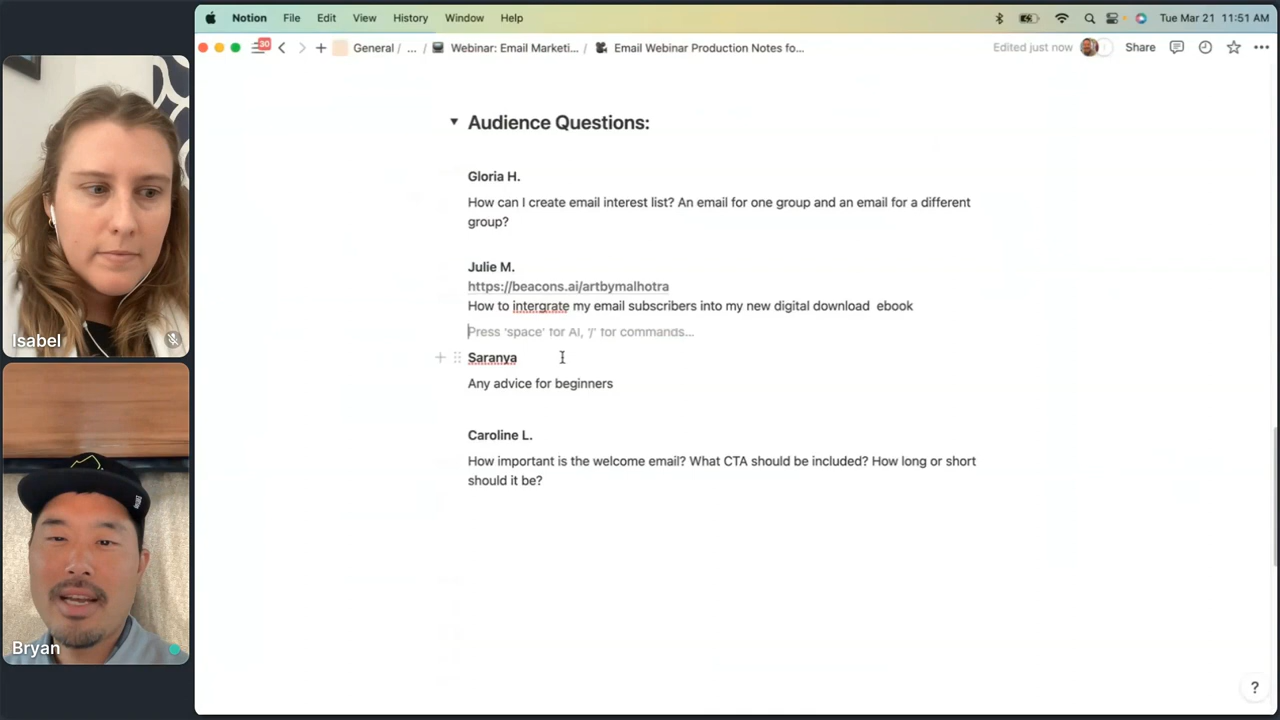 Notion File Edit View History Window Help Tue Mar 21 11:51 AM
30 General / ... / Webinar: Email Marketi... / Email Webinar Production Notes fo... Edited just now Share
Audience Questions:
Gloria H.
How can I create email interest list? An email for one group and an email for a different
group?
Julie M.
https://beacons.ai/artbymalhotra
How to intergrate my email subscribers into my new digital download ebook
Press 'space' for AI, '/' for commands...
Saranya
Any advice for beginners
Caroline L.
How important is the welcome email? What CTA should be included? How long or short
should it be?
Isabel
Bryan
?